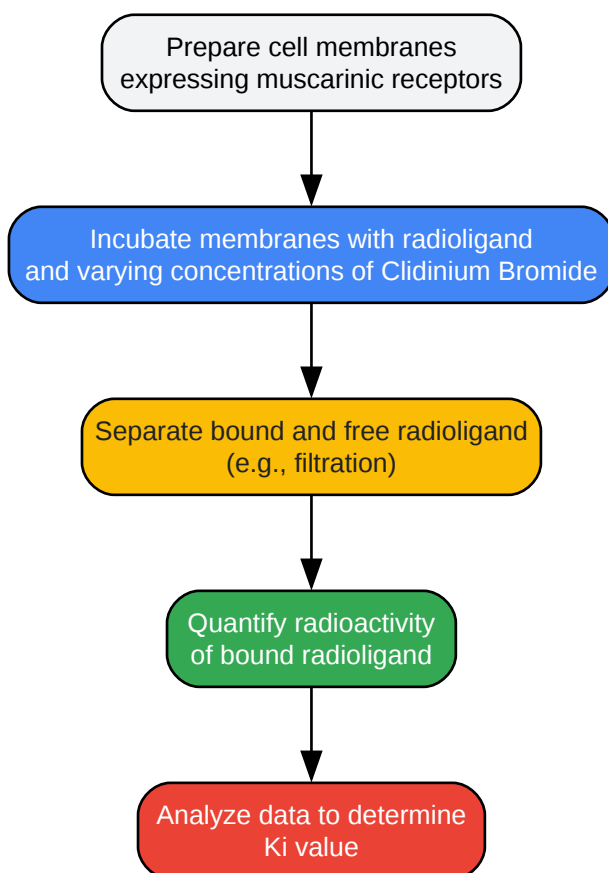 Prepare cell membranes
expressing muscarinic receptors
Incubate membranes with radioligand
and varying concentrations of Clidinium Bromide
Separate bound and free radioligand
(e.g., filtration)
Quantify radioactivity
of bound radioligand
Analyze data to determine
Ki value